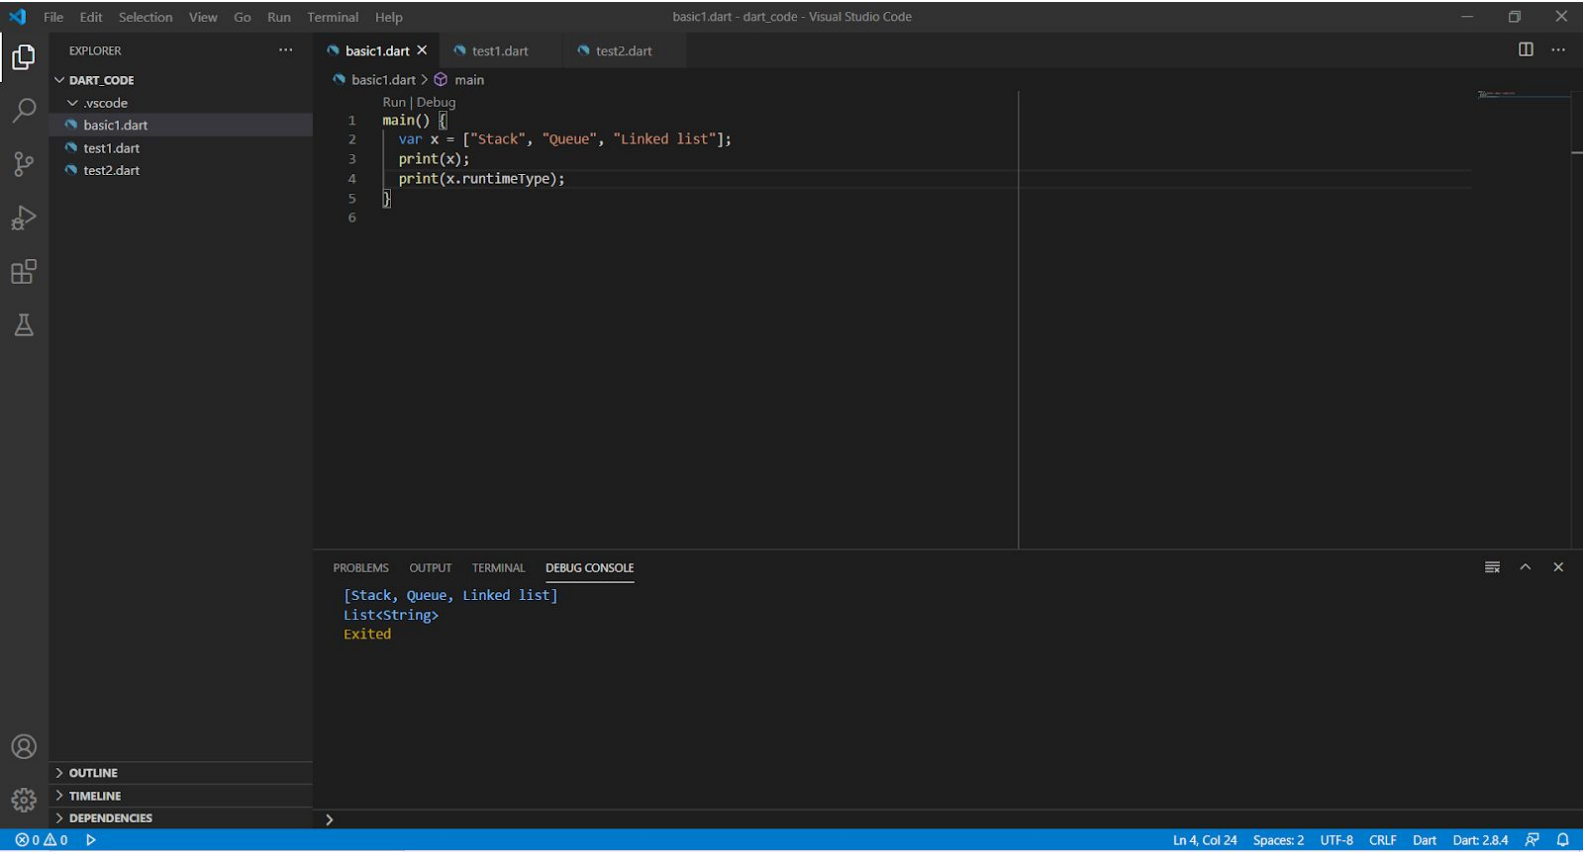 File Edit Selection View Go Run Terminal Help
basic1.dart - dart_code - Visual Studio Code
EXPLORER
DART_CODE
.vscode
basic1.dart
test1.dart
test2.dart
OUTLINE
TIMELINE
DEPENDENCIES
basic1.dart test1.dart test2.dart
basic1.dart > main
Run | Debug
1 main() {
2 var x = ["Stack", "Queue", "Linked list"];
3 print(x);
4 print(x.runtimeType);
5 }
6
PROBLEMS OUTPUT TERMINAL DEBUG CONSOLE
[Stack, Queue, Linked list]
List<String>
Exited
0 0 Ln 4, Col 24 Spaces: 2 UTF-8 CRLF Dart Dart: 2.8.4